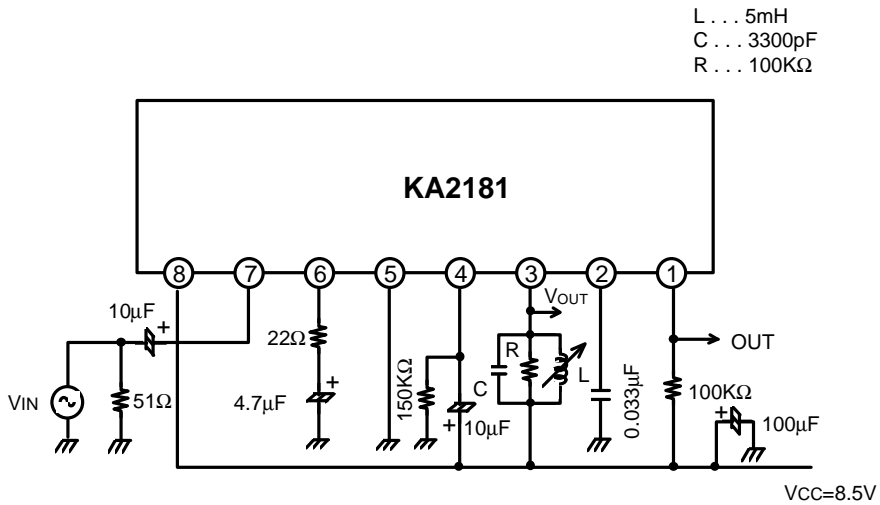 L . . . 5mH
C . . . 3300pF
R . . . 100KΩ
KA2181
8 7 6 5 4 3 2 1
10μF
+
VOUT
OUT
22Ω
R
C
L
VIN
51Ω
4.7μF
+
150KΩ
+
10μF
0.033μF
100KΩ
+
100μF
VCC=8.5V